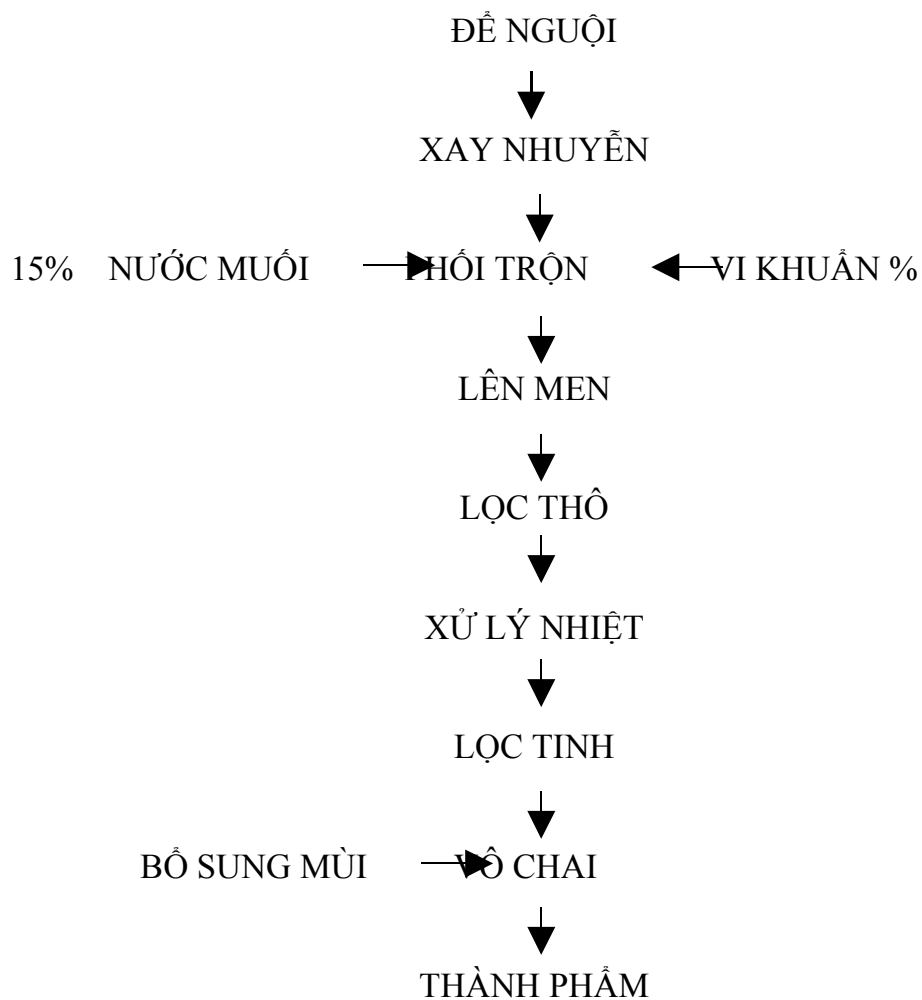 ĐỂ NGUỘI
XAY NHUYỄN
15% NƯỚC MUỐI PHỐI TRỘN VI KHUẨN %
LÊN MEN
LỌC THÔ
XỬ LÝ NHIỆT
LỌC TINH
BỔ SUNG MÙI VÔ CHAI
THÀNH PHẨM